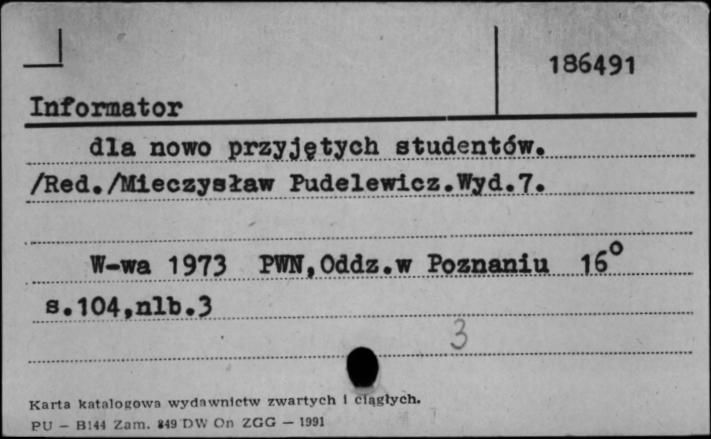 186491
Informator
dla nowo przyjętych studentów.
/Red./Mieczysław Pudelewicz.Wyd.7.
W-wa 1973 PWN,Oddz.w Poznaniu 16°
s.104,nlb.3
3
Karta katalogowa wydawnictw zwartych i ciągłych.
PU — B144 Zam. 849 DW On ZGG — 1991